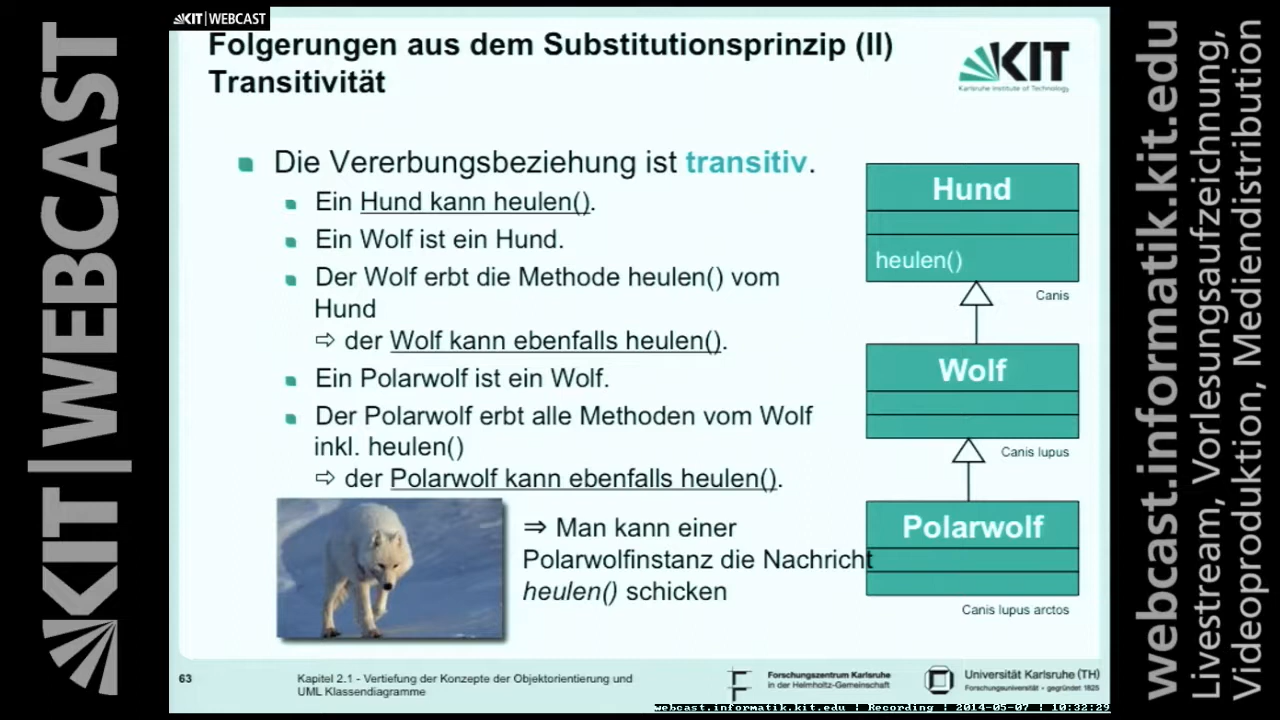 KIT|WEBCAST
KIT|WEBCAST
Folgerungen aus dem Substitutionsprinzip (II)
Transitivität
KIT
Karlsruhe Institute of Technology
Die Vererbungsbeziehung ist transitiv.
Ein Hund kann heulen().
Ein Wolf ist ein Hund.
Der Wolf erbt die Methode heulen() vom
Hund
⇨ der Wolf kann ebenfalls heulen().
Ein Polarwolf ist ein Wolf.
Der Polarwolf erbt alle Methoden vom Wolf
inkl. heulen()
⇨ der Polarwolf kann ebenfalls heulen().
⇒ Man kann einer
Polarwolfinstanz die Nachricht
heulen() schicken
Hund
heulen()
Canis
Wolf
Canis lupus
Polarwolf
Canis lupus arctos
63
Kapitel 2.1 - Vertiefung der Konzepte der Objektorientierung und
UML Klassendiagramme
Forschungszentrum Karlsruhe
in der Helmholtz-Gemeinschaft
Universität Karlsruhe (TH)
Forschungsuniversität • gegründet 1825
webcast.informatik.kit.edu | Recording | 2014-05-07 | 10:32:29
webcast.informatik.kit.edu
Livestream, Vorlesungsaufzeichnung,
Videoproduktion, Mediendistribution